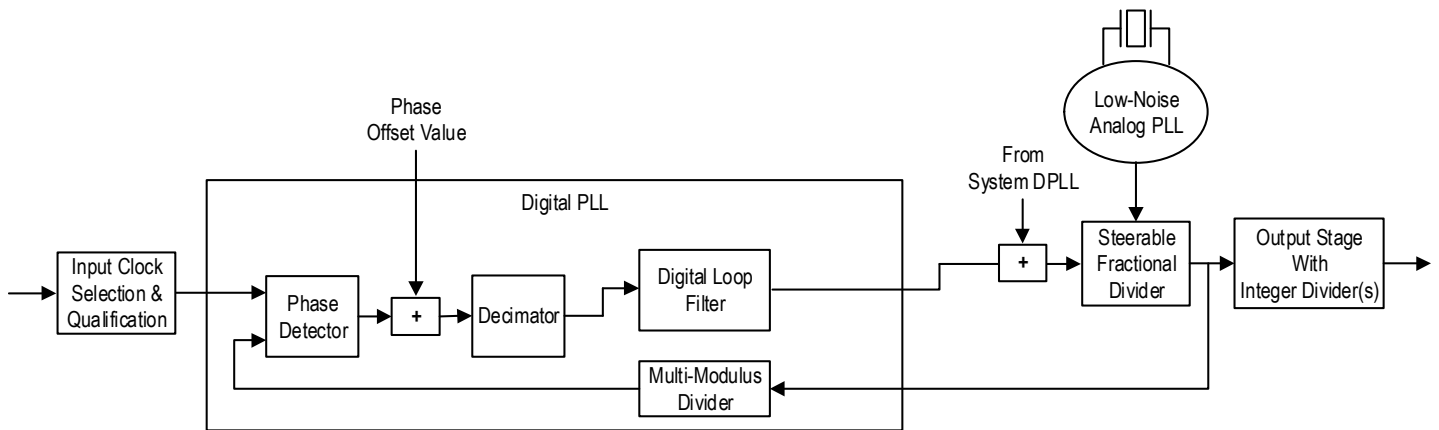 Low-Noise
Analog PLL
Phase
Offset Value
From
System DPLL
Digital PLL
Input Clock
Selection &
Qualification
Phase
Detector
+
Decimator
Digital Loop
Filter
+
Steerable
Fractional
Divider
Output Stage
With
Integer Divider(s)
Multi-Modulus
Divider